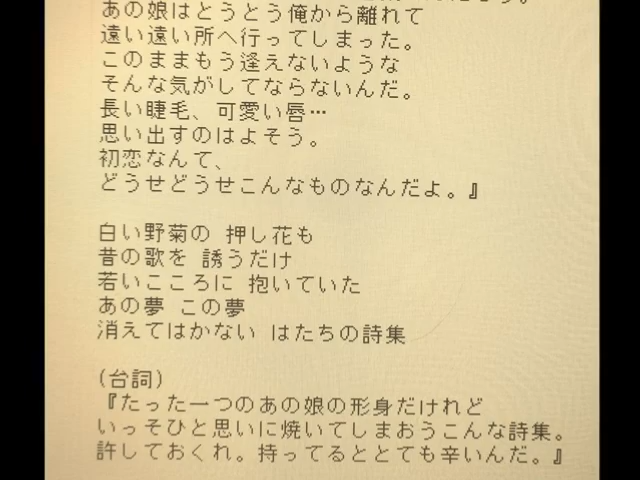 あの娘はとうとう俺から離れて
遠い遠い所へ行ってしまった。
このままもう逢えないような
そんな気がしてならないんだ。
長い睫毛、可愛い唇…
思い出すのはよそう。
初恋なんて、
どうせどうせこんなものなんだよ。』
白い野菊の 押し花も
昔の歌を 誘うだけ
若いこころに 抱いていた
あの夢 この夢
消えてはかない はたちの詩集
(台詞)
『たった一つのあの娘の形身だけれど
いっそひと思いに焼いてしまおうこんな詩集。
許しておくれ。持ってるととても辛いんだ。』